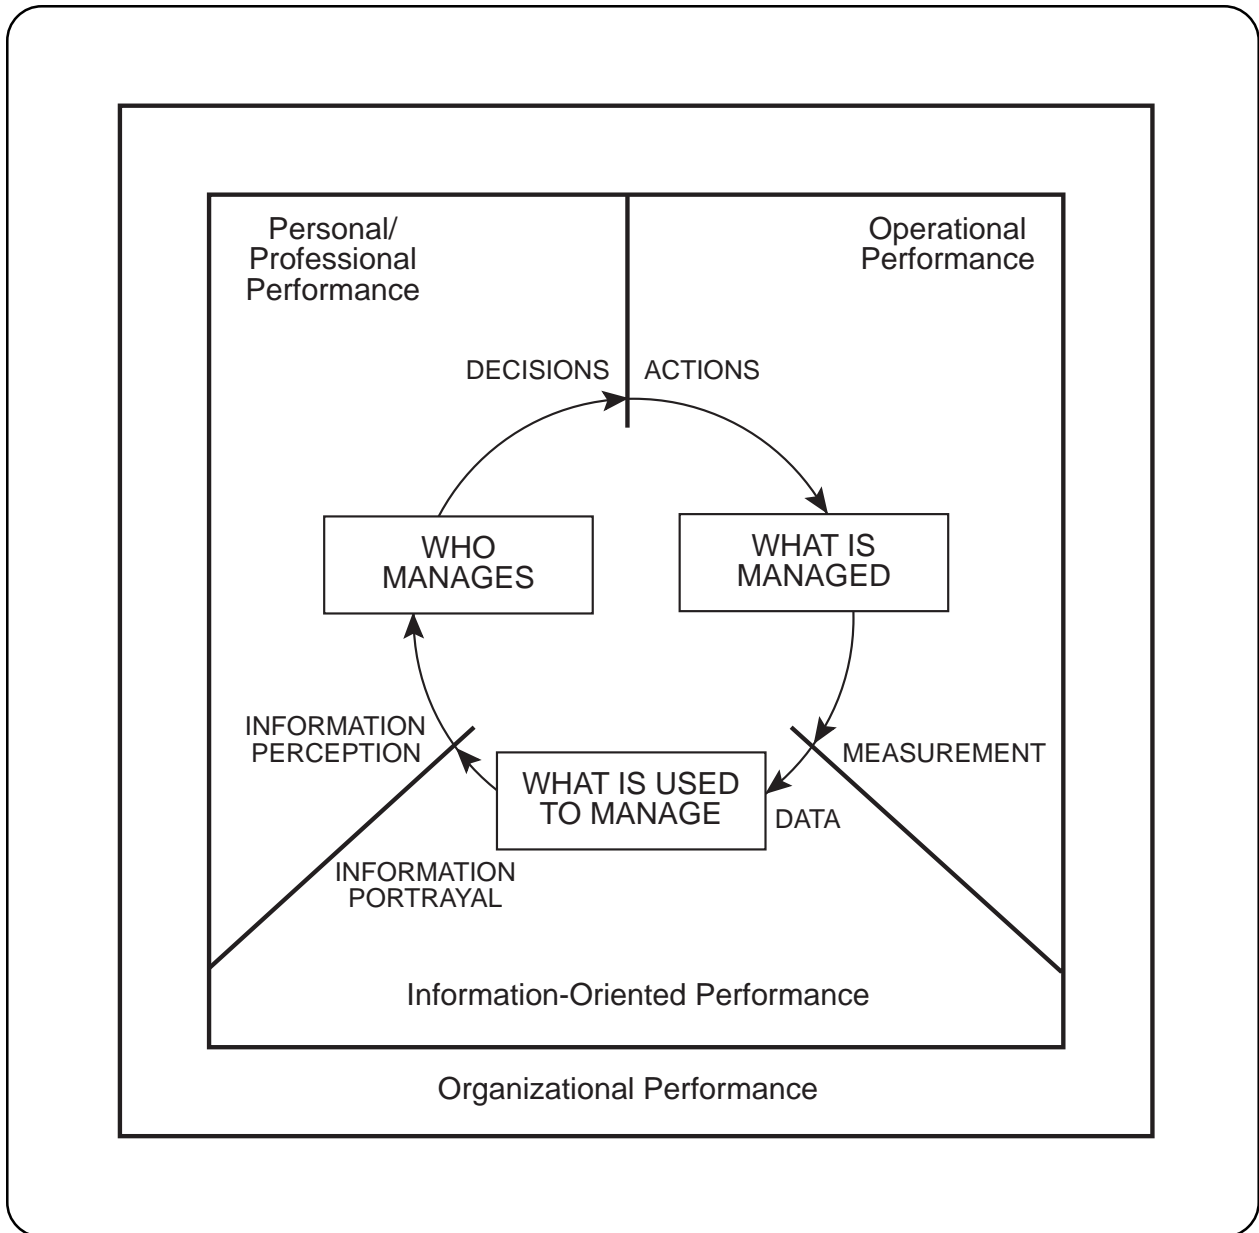 Personal/
Professional
Performance
Operational
Performance
DECISIONS
ACTIONS
WHO
MANAGES
WHAT IS
MANAGED
INFORMATION
PERCEPTION
MEASUREMENT
WHAT IS USED
TO MANAGE
DATA
INFORMATION
PORTRAYAL
Information-Oriented Performance
Organizational Performance